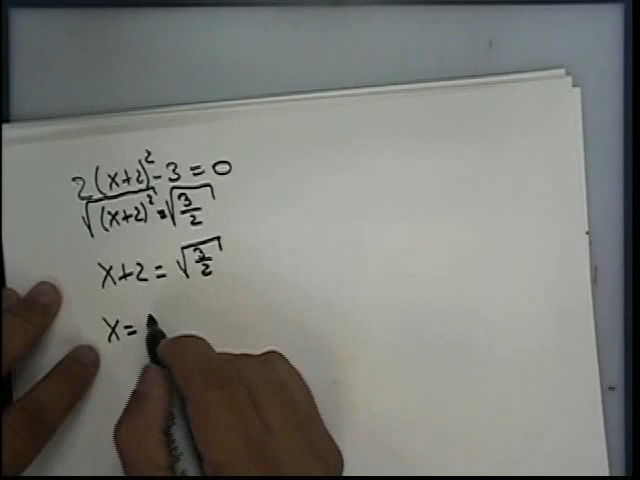 2(x+2)² - 3 = 0
√(x+2)² = √3/2
x+2 = √3/2
x =